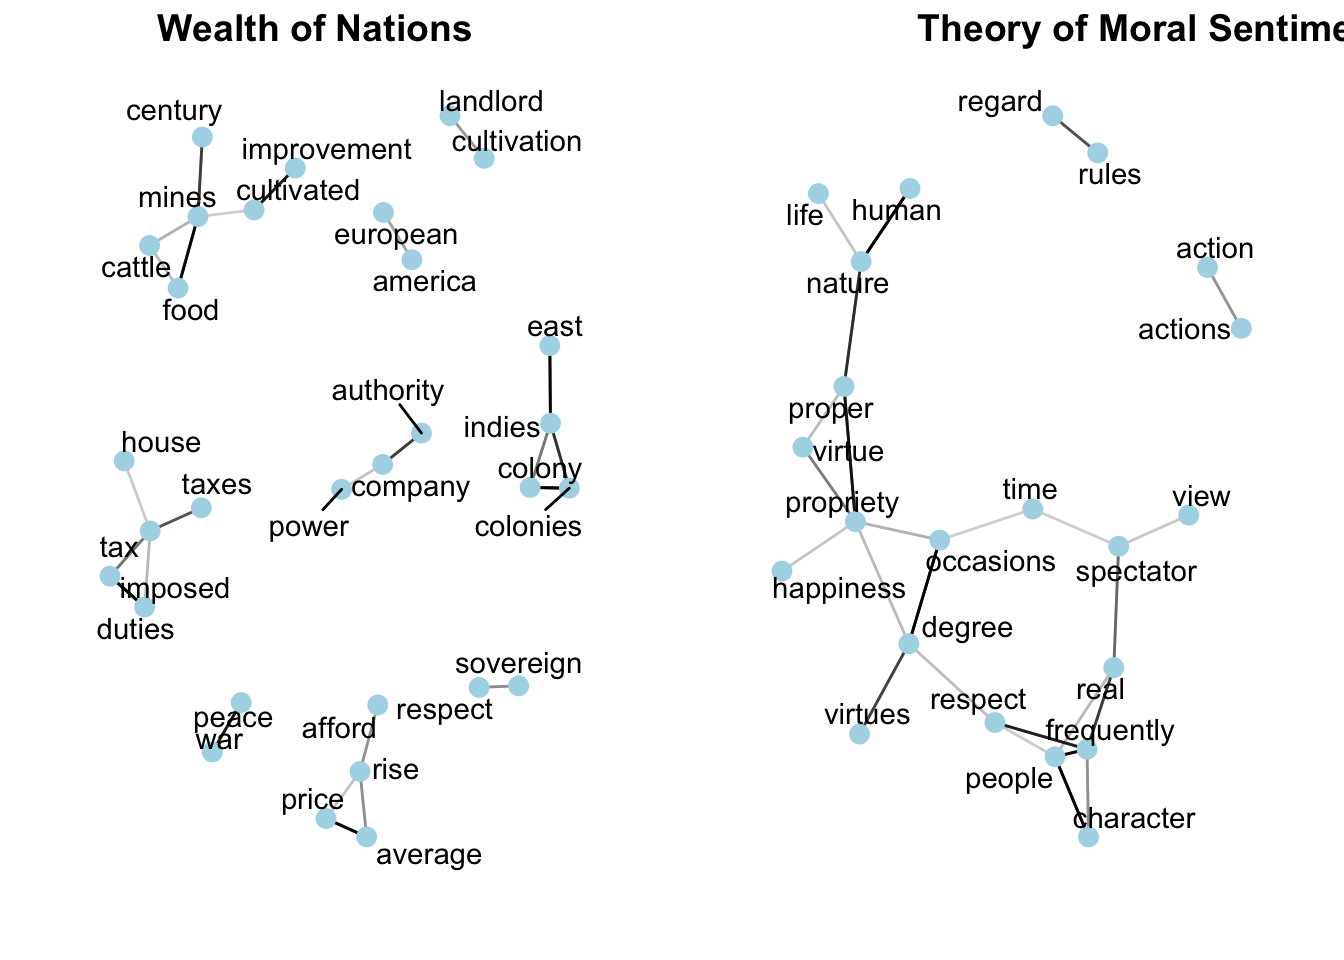 Wealth of Nations
century
landlord
improvement
cultivation
mines
cultivated
european
cattle
america
food
east
authority
house
indies
taxes
colony
company
power
colonies
tax
imposed
duties
sovereign
peace
respect
war
afford
rise
price
average
Theory of Moral Sentime
regard
rules
life
human
action
nature
actions
proper
virtue
propriety
time
view
occasions
spectator
happiness
degree
respect
real
virtues
frequently
people
character